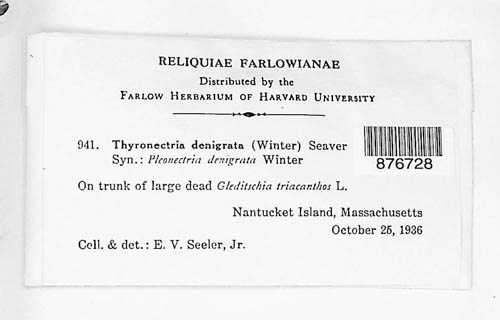 RELIQUIAE FARLOWIANAE
Distributed by the
FARLOW HERBARIUM OF HARVARD UNIVERSITY
941. Thyronectria denigrata (Winter) Seaver
Syn.: Pleonectria denigrata Winter
876728
On trunk of large dead Gleditschia triacanthos L.
Nantucket Island, Massachusetts
October 25, 1936
Coll. & det.: E. V. Seeler, Jr.